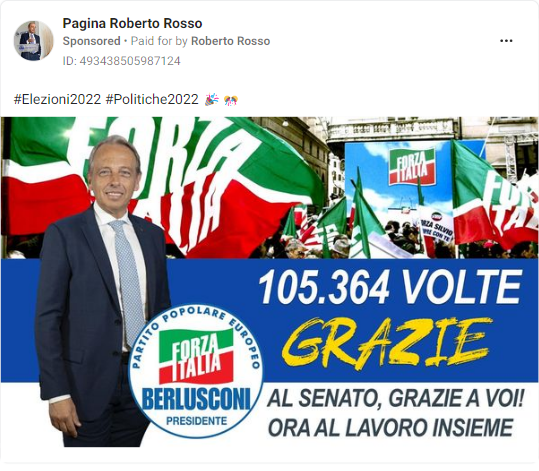 Pagina Roberto Rosso
Sponsored • Paid for by Roberto Rosso
ID: 493438505987124
#Elezioni2022 #Politiche2022 🎉 🎊
FORZA
FORZA
ITALIA
105.364 VOLTE
GRAZIE
PARTITO POPOLARE EUROPEO
FORZA
ITALIA
BERLUSCONI
PRESIDENTE
AL SENATO, GRAZIE A VOI!
ORA AL LAVORO INSIEME